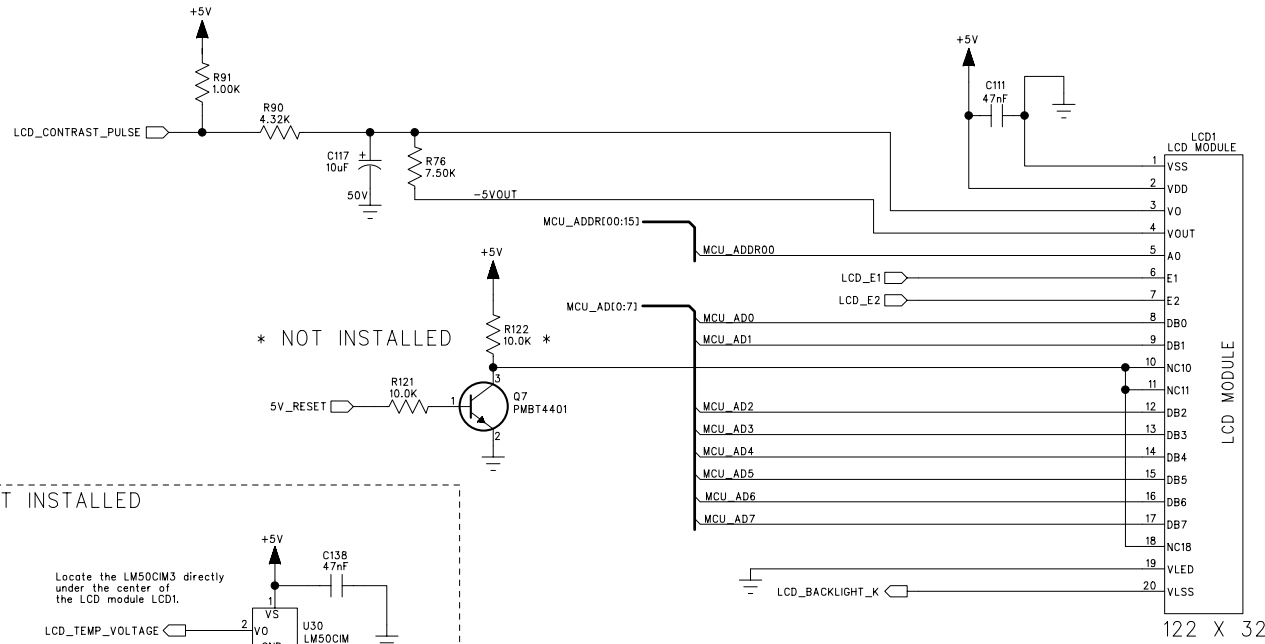 +5V
R91
1.00K
R90
4.32K
LCD_CONTRAST_PULSE
C117
10uF
+
50V
R76
7.50K
-5VOUT
+5V
C111
47nF
LCD1
LCD MODULE
MCU_ADDR[00:15]
MCU_ADDR00
LCD_E1
LCD_E2
MCU_AD[0:7]
MCU_AD0
MCU_AD1
MCU_AD2
MCU_AD3
MCU_AD4
MCU_AD5
MCU_AD6
MCU_AD7
1 VSS
2 VDD
3 VO
4 VOUT
5 A0
6 E1
7 E2
8 DB0
9 DB1
10 NC10
11 NC11
12 DB2
13 DB3
14 DB4
15 DB5
16 DB6
17 DB7
18 NC18
19 VLED
20 VLSS
LCD MODULE
122 X 32
LCD_BACKLIGHT_K
+5V
* NOT INSTALLED *
R122
10.0K
R121
10.0K
5V_RESET
1
3
2
Q7
PMBT4401
T INSTALLED
+5V
C138
47nF
Locate the LM50CIM3 directly
under the center of
the LCD module LCD1.
1
VS
LCD_TEMP_VOLTAGE
2 VO
U30
LM50CIM
GND